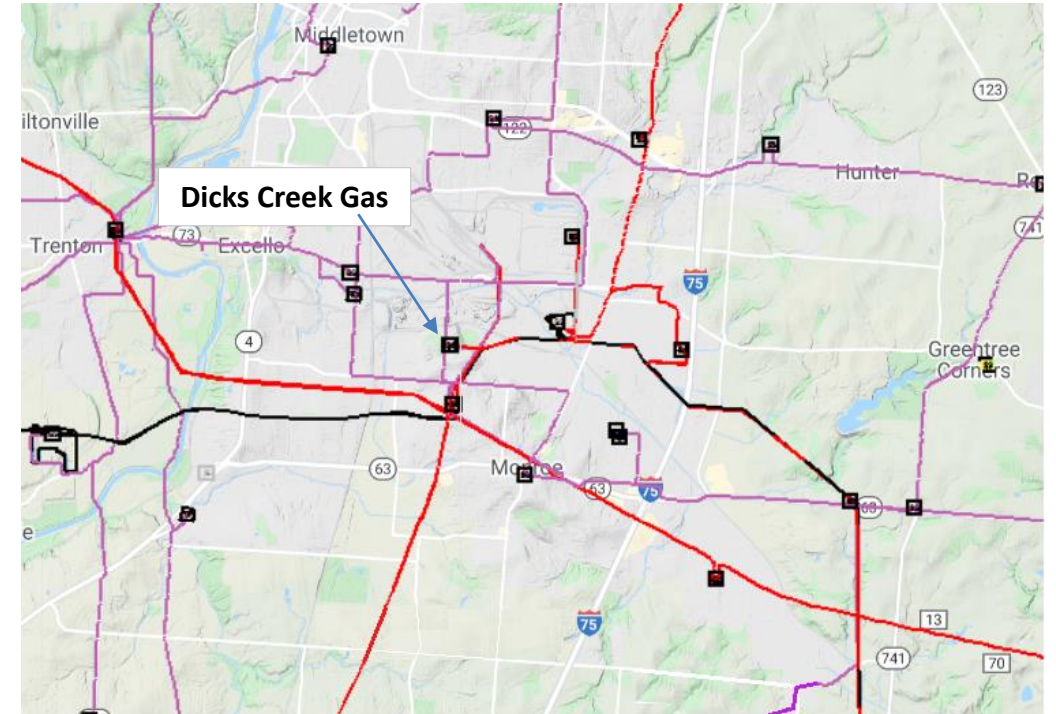 Middletown
123
iltonville
122
Hunter
Dicks Creek Gas
Ro
741
73
Trenton
Excello
75
4
Greentree
Corners
63
Monroe
63
75
63
e
75
13
741
70